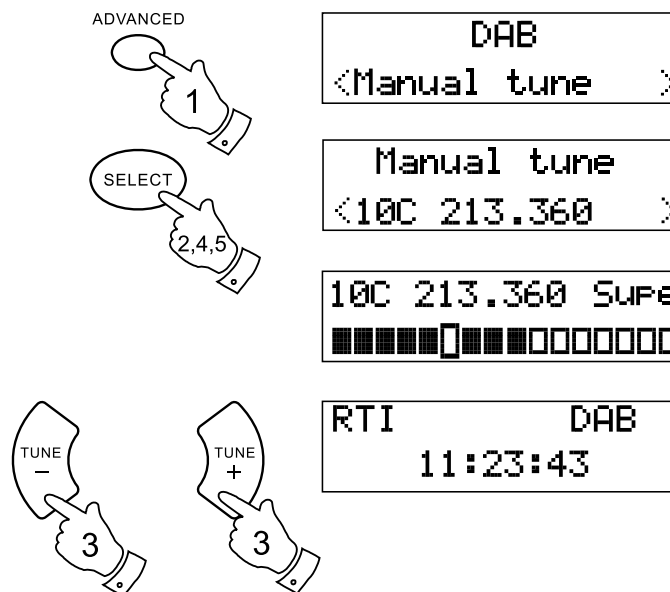 ADVANCED
1
SELECT
2,4,5
TUNE
–
3
TUNE
+
3
DAB
<Manual tune >
Manual tune
<10C 213.360 >
10C 213.360 Supe
RTI DAB
11:23:43